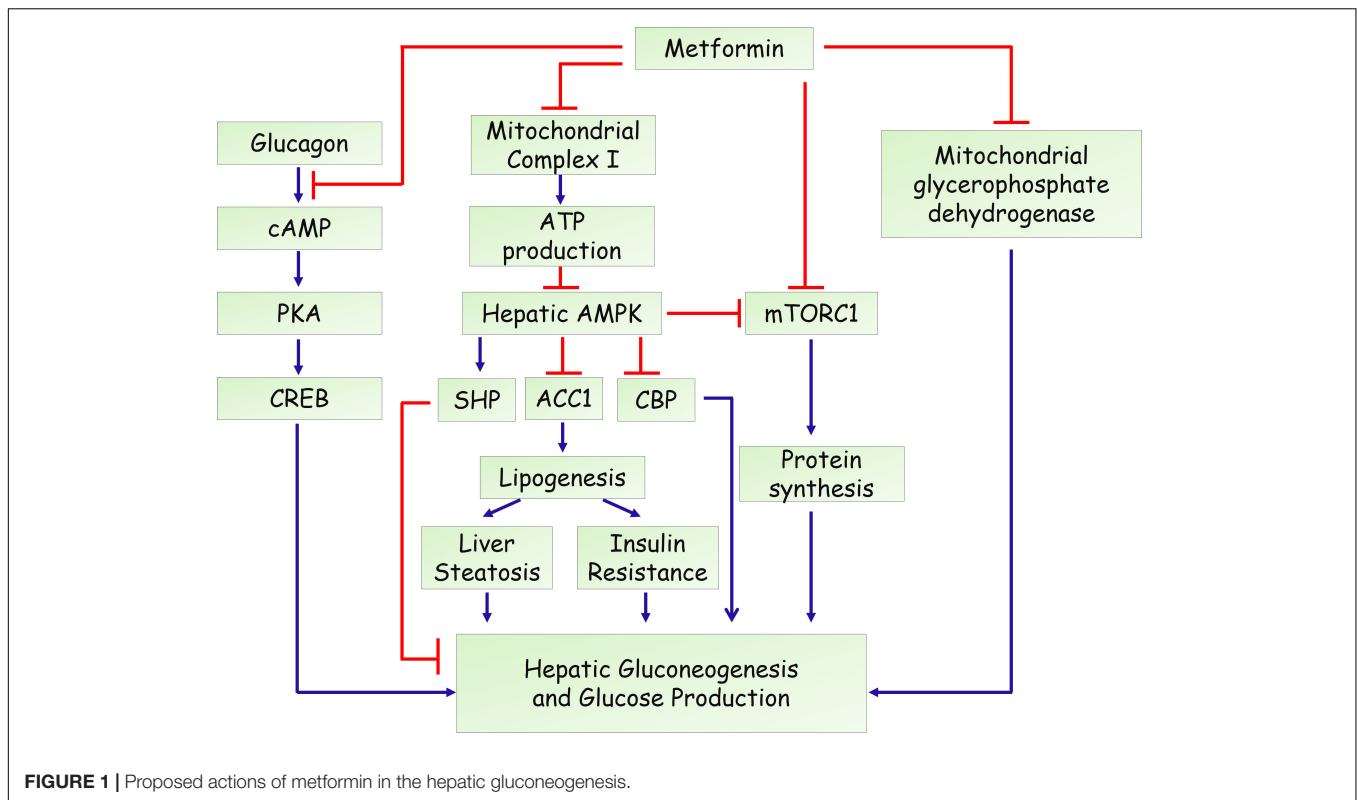 Metformin
Glucagon
Mitochondrial
Complex I
Mitochondrial
glycerophosphate
dehydrogenase
cAMP
ATP
production
PKA
Hepatic AMPK
mTORC1
CREB
SHP
ACC1
CBP
Lipogenesis
Protein
synthesis
Liver
Steatosis
Insulin
Resistance
Hepatic Gluconeogenesis
and Glucose Production
FIGURE 1 | Proposed actions of metformin in the hepatic gluconeogenesis.